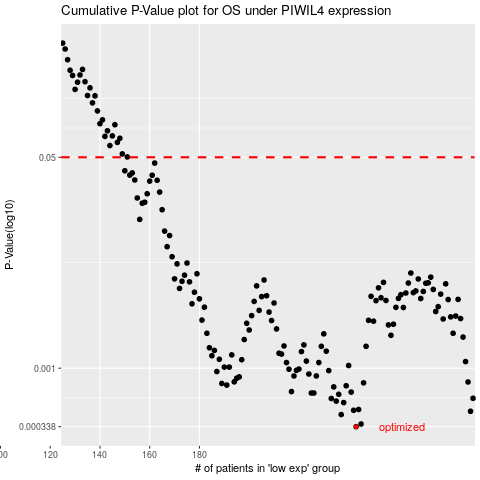 Cumulative P-Value plot for OS under PIWIL4 expression
P-Value(log10)
0.05
0.001
0.000338
optimized
00 120 140 160 180
# of patients in 'low exp' group